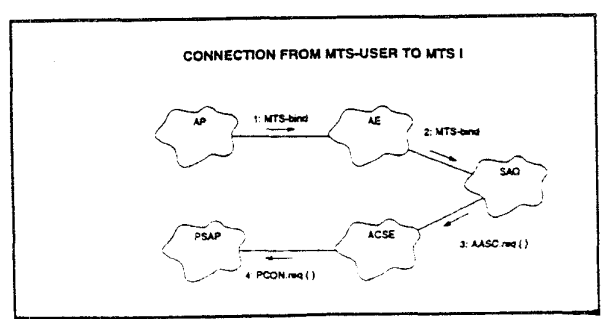 CONNECTION FROM MTS-USER TO MTS I
AP
1: MTS-bind
AE
2: MTS-bind
SAO
3: AASC.req ( )
ACSE
PSAP
4: PCON.req ( )